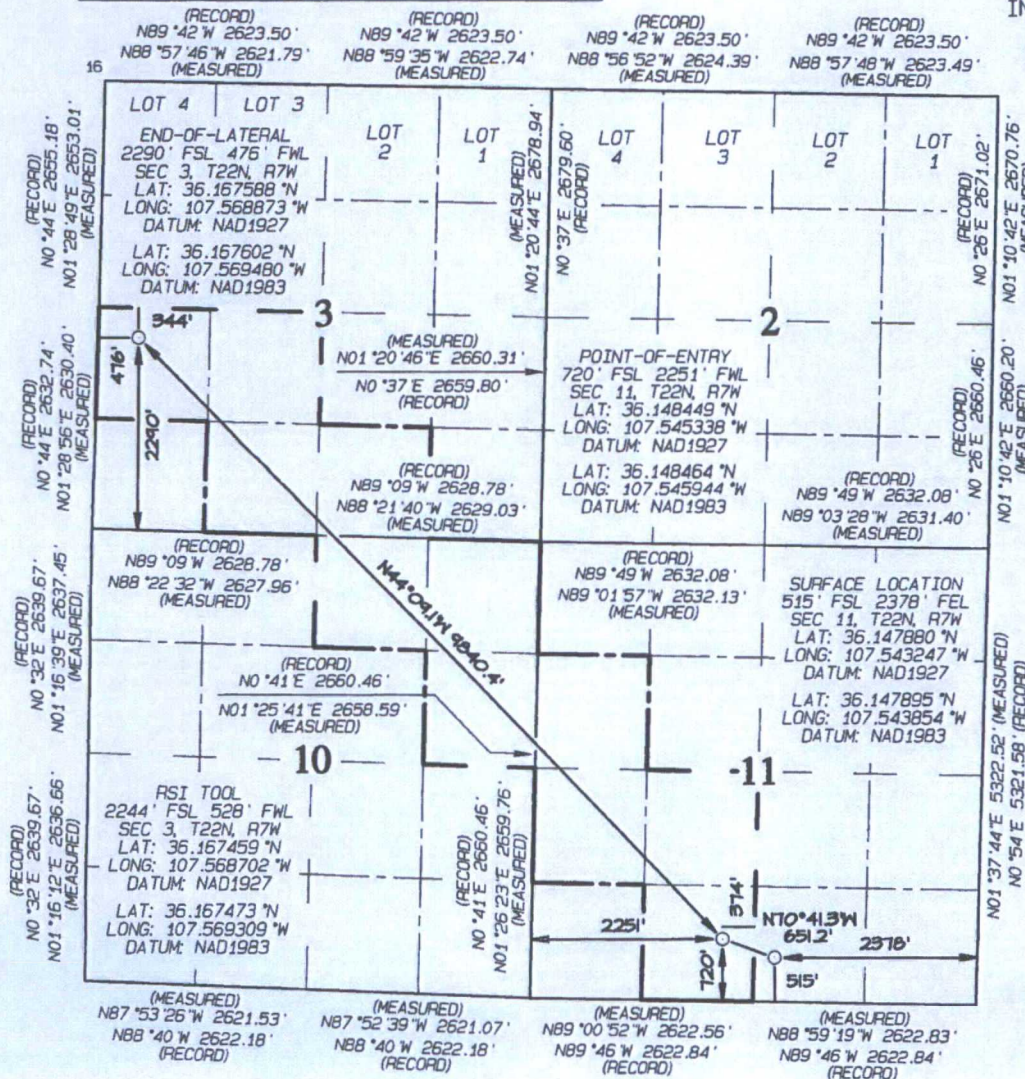 IN
(RECORD)
N89°42'W 2623.50'
N88°57'46"W 2621.79'
(MEASURED)
(RECORD)
N89°42'W 2623.50'
N88°59'35"W 2622.74'
(MEASURED)
(RECORD)
N89°42'W 2623.50'
N88°56'52"W 2624.39'
(MEASURED)
(RECORD)
N89°42'W 2623.50'
N88°57'48"W 2623.49'
(MEASURED)
16
LOT 4
LOT 3
LOT
2
LOT
1
LOT
4
LOT
3
LOT
2
LOT
1
(RECORD)
N0°44'E 2655.18'
N01°28'49"E 2653.01'
(MEASURED)
END-OF-LATERAL
2290' FSL 476' FWL
SEC 3, T22N, R7W
LAT: 36.167588°N
LONG: 107.568873°W
DATUM: NAD1927
LAT: 36.167602°N
LONG: 107.569480°W
DATUM: NAD1983
(MEASURED)
N01°20'44"E 2678.94'
N0°37'E 2679.60'
(RECORD)
(RECORD)
N0°26'E 2671.02'
N01°10'42"E 2670.76'
344'
3
2
476'
2290'
(RECORD)
N0°44'E 2632.74'
N01°28'56"E 2630.40'
(MEASURED)
(MEASURED)
N01°20'46"E 2660.31'
N0°37'E 2659.80'
(RECORD)
POINT-OF-ENTRY
720' FSL 2251' FWL
SEC 11, T22N, R7W
LAT: 36.148449°N
LONG: 107.545338°W
DATUM: NAD1927
LAT: 36.148464°N
LONG: 107.545944°W
DATUM: NAD1983
(RECORD)
N0°26'E 2660.46'
N01°10'42"E 2660.20'
(MEASURED)
(RECORD)
N89°09'W 2628.78'
N88°21'40"W 2629.03'
(MEASURED)
(RECORD)
N89°49'W 2632.08'
N89°03'28"W 2631.40'
(MEASURED)
(RECORD)
N89°09'W 2628.78'
N88°22'32"W 2627.96'
(MEASURED)
(RECORD)
N89°49'W 2632.08'
N89°01'57"W 2632.13'
(MEASURED)
N44°09.1'W 9840.4'
(RECORD)
N0°32'E 2639.67'
N01°16'39"E 2637.45'
(MEASURED)
SURFACE LOCATION
515' FSL 2378' FEL
SEC 11, T22N, R7W
LAT: 36.147880°N
LONG: 107.543247°W
DATUM: NAD1927
LAT: 36.147895°N
LONG: 107.543854°W
DATUM: NAD1983
(RECORD)
N0°41'E 2660.46'
N01°25'41"E 2658.59'
(MEASURED)
N01°37'44"E 5322.52' (MEASURED)
N0°54'E 5321.58' (RECORD)
10
11
(RECORD)
N0°32'E 2639.67'
N01°16'12"E 2636.66'
(MEASURED)
RSI TOOL
2244' FSL 528' FWL
SEC 3, T22N, R7W
LAT: 36.167459°N
LONG: 107.568702°W
DATUM: NAD1927
LAT: 36.167473°N
LONG: 107.569309°W
DATUM: NAD1983
(RECORD)
N0°41'E 2660.46'
N01°26'23"E 2659.76'
(MEASURED)
2251'
374'
720'
N70°41.3'W
651.2'
2378'
515'
(MEASURED)
N87°53'26"W 2621.53'
N88°40'W 2622.18'
(RECORD)
(MEASURED)
N87°52'39"W 2621.07'
N88°40'W 2622.18'
(RECORD)
(MEASURED)
N89°00'52"W 2622.56'
N89°46'W 2622.84'
(RECORD)
(MEASURED)
N88°59'19"W 2622.83'
N89°46'W 2622.84'
(RECORD)